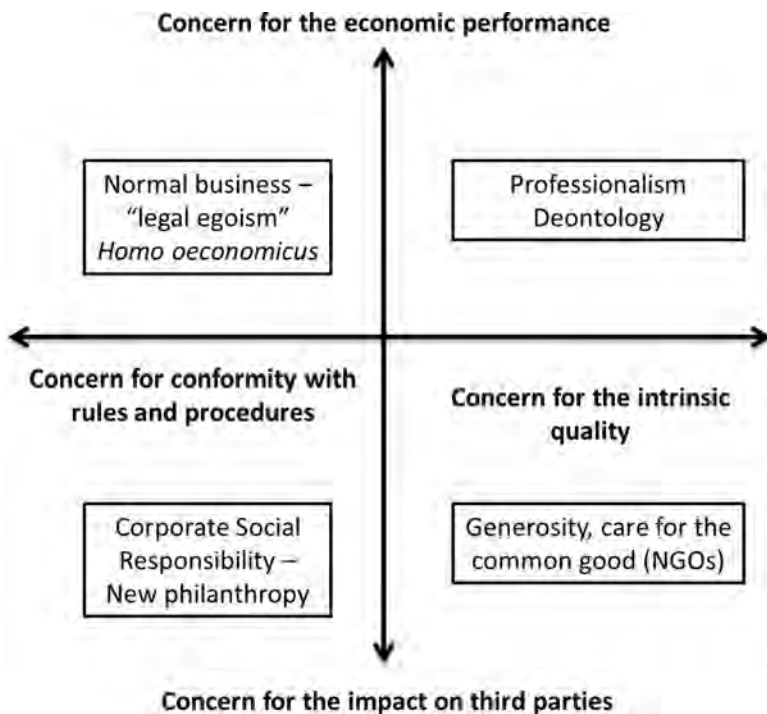 Concern for the economic performance
Normal business –
“legal egoism”
Homo oeconomicus
Professionalism
Deontology
Concern for conformity with
rules and procedures
Concern for the intrinsic
quality
Corporate Social
Responsibility –
New philanthropy
Generosity, care for the
common good (NGOs)
Concern for the impact on third parties